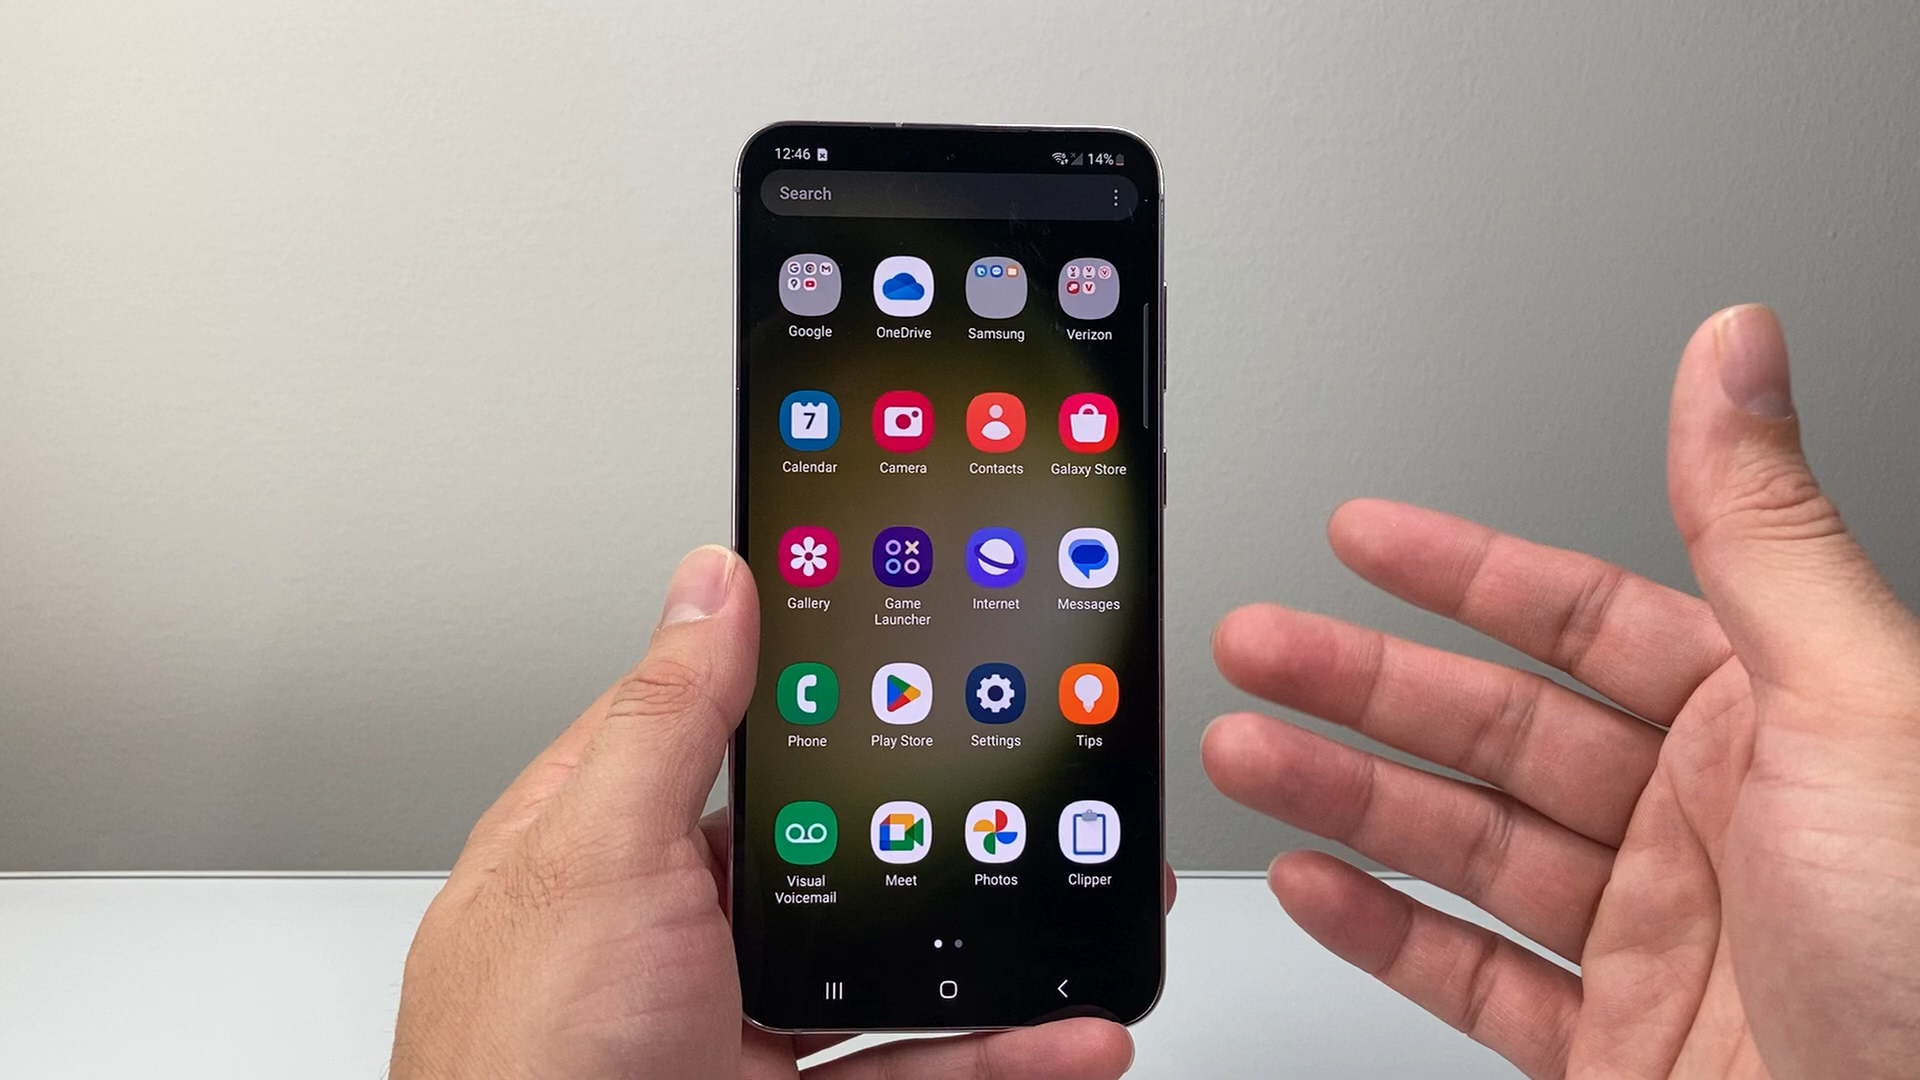 12:46 14%
Search
Google OneDrive Samsung Verizon
7
Calendar Camera Contacts Galaxy Store
Gallery Game Launcher Internet Messages
Phone Play Store Settings Tips
Visual Voicemail Meet Photos Clipper